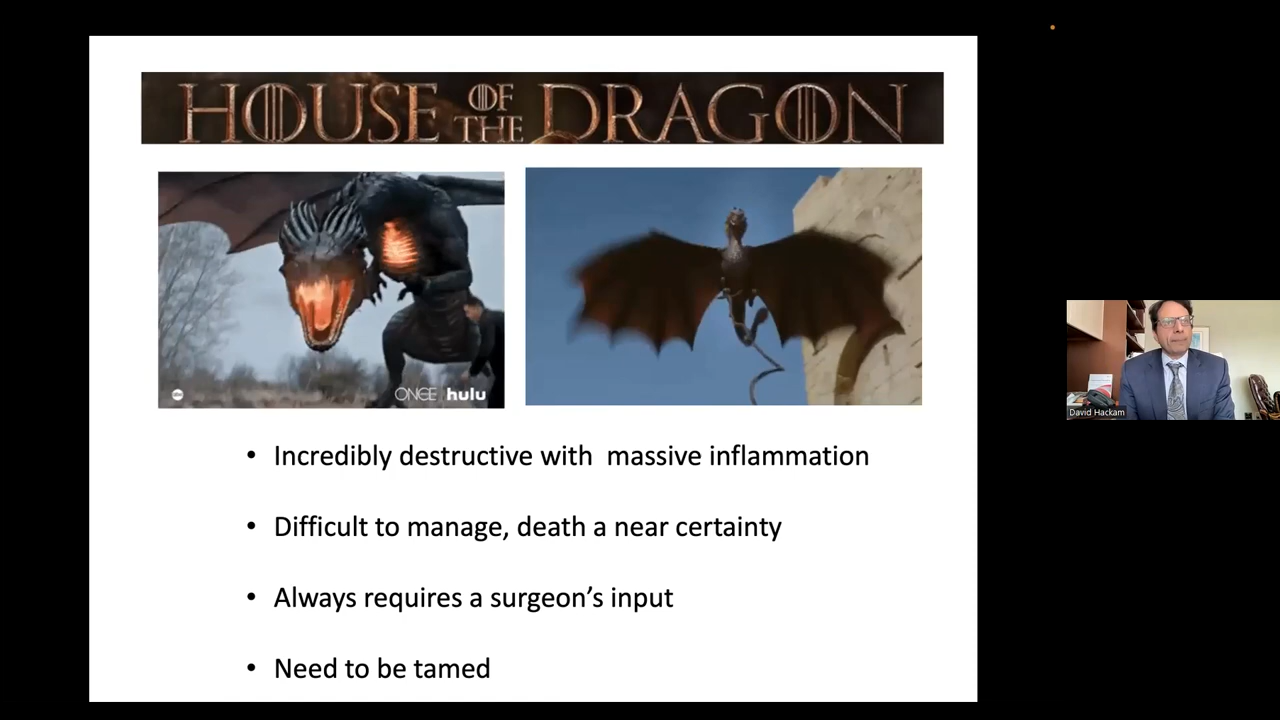 HOUSE OF THE DRAGON
ONCE hulu
David Hackam
• Incredibly destructive with  massive inflammation
• Difficult to manage, death a near certainty
• Always requires a surgeon’s input
• Need to be tamed